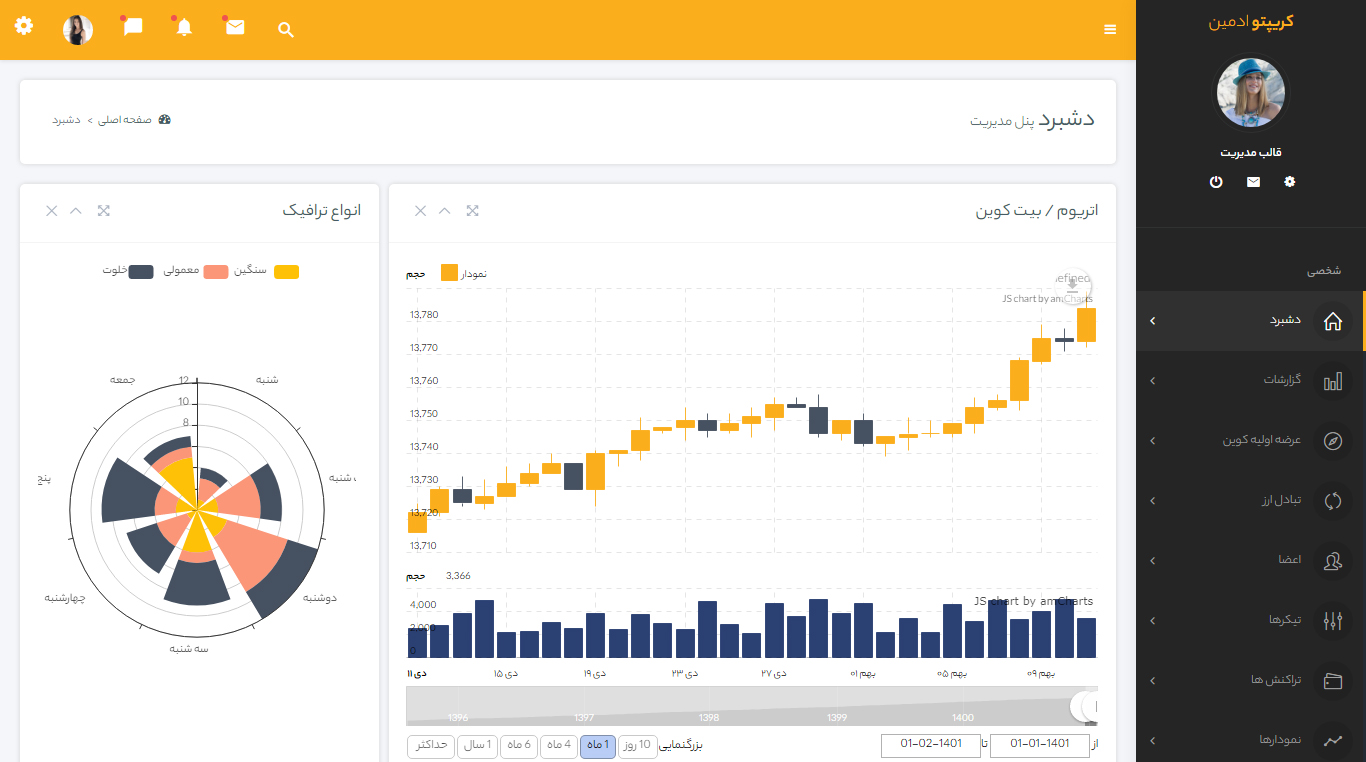 کریپتو ادمین
قالب مدیریت
شخصی
دشبرد
گزارشات
عرضه اولیه کوین
تبادل ارز
اعضا
تیکرها
تراکنش ها
نمودارها
دشبرد پنل مدیریت
صفحه اصلی > دشبرد
اتریوم / بیت کوین
حجم
نمودار
efined
JS chart by amCharts
13,780
13,770
13,760
13,750
13,740
13,730
13,720
13,710
حجم 3,366
JS chart by amCharts
4,000
2,000
0
دی ۱۱
دی ۱۵
دی ۱۹
دی ۲۳
دی ۲۷
بهم ۰۱
بهم ۰۵
بهم ۰۹
1396
1397
1398
1399
1400
از 01-01-1401 تا 01-02-1401
بزرگنمایی 10 روز 1 ماه 4 ماه 6 ماه 1 سال حداکثر
انواع ترافیک
سنگین
معمولی
خلوت
12
10
8
شنبه
شنبه
دوشنبه
سه شنبه
چهارشنبه
پنج
جمعه